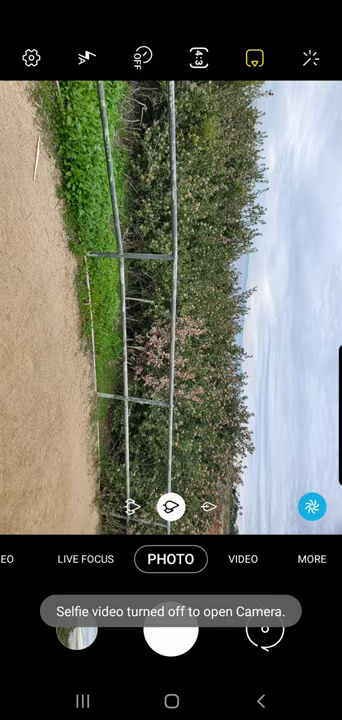 OFF
4:3
EO
LIVE FOCUS
PHOTO
VIDEO
MORE
Selfie video turned off to open Camera.